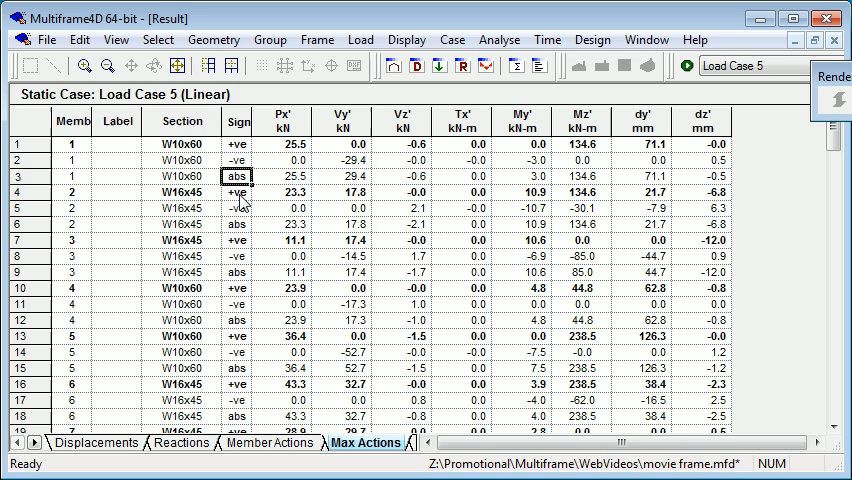 Multiframe4D 64-bit - [Result]
File Edit View Select Geometry Group Frame Load Display Case Analyse Time Design Window Help
Load Case 5
Rende
Static Case: Load Case 5 (Linear)
Memb Label Section Sign Px' kN Vy' kN Vz' kN Tx' kN-m My' kN-m Mz' kN-m dy' mm dz' mm
1 1 W10x60 +ve 25.5 0.0 -0.6 0.0 0.0 134.6 71.1 -0.0
2 1 W10x60 -ve 0.0 -29.4 -0.0 -0.0 -3.0 0.0 0.0 0.5
3 1 W10x60 abs 25.5 29.4 -0.6 0.0 3.0 134.6 71.1 -0.5
4 2 W16x45 +ve 23.3 17.8 -0.0 0.0 10.9 134.6 21.7 -6.8
5 2 W16x45 -ve 0.0 0.0 2.1 -0.0 -10.7 -30.1 -7.9 6.3
6 2 W16x45 abs 23.3 17.8 -2.1 0.0 10.9 134.6 21.7 -6.8
7 3 W16x45 +ve 11.1 17.4 -0.0 0.0 10.6 0.0 0.0 -12.0
8 3 W16x45 -ve 0.0 -14.5 1.7 0.0 -6.9 -85.0 -44.7 0.9
9 3 W16x45 abs 11.1 17.4 -1.7 0.0 10.6 85.0 44.7 -12.0
10 4 W10x60 +ve 23.9 0.0 -0.0 0.0 4.8 44.8 62.8 -0.8
11 4 W10x60 -ve 0.0 -17.3 1.0 0.0 -4.8 0.0 0.0 0.0
12 4 W10x60 abs 23.9 17.3 -1.0 0.0 4.8 44.8 62.8 -0.8
13 5 W10x60 +ve 36.4 0.0 -1.5 0.0 0.0 238.5 126.3 -0.0
14 5 W10x60 -ve 0.0 -52.7 -0.0 -0.0 -7.5 -0.0 0.0 1.2
15 5 W10x60 abs 36.4 52.7 -1.5 0.0 7.5 238.5 126.3 -1.2
16 6 W16x45 +ve 43.3 32.7 -0.0 0.0 3.9 238.5 38.4 -2.3
17 6 W16x45 -ve 0.0 0.0 0.8 -0.0 -4.0 -62.0 -16.5 2.5
18 6 W16x45 abs 43.3 32.7 -0.8 0.0 4.0 238.5 38.4 -2.5
19 7 W16x45 +ve 28.9 29.7 -0.0 0.0 2.8 0.0 0.0 0.5
Displacements Reactions Member Actions Max Actions
Ready Z:\Promotional\Multiframe\WebVideos\movie frame.mfd* NUM